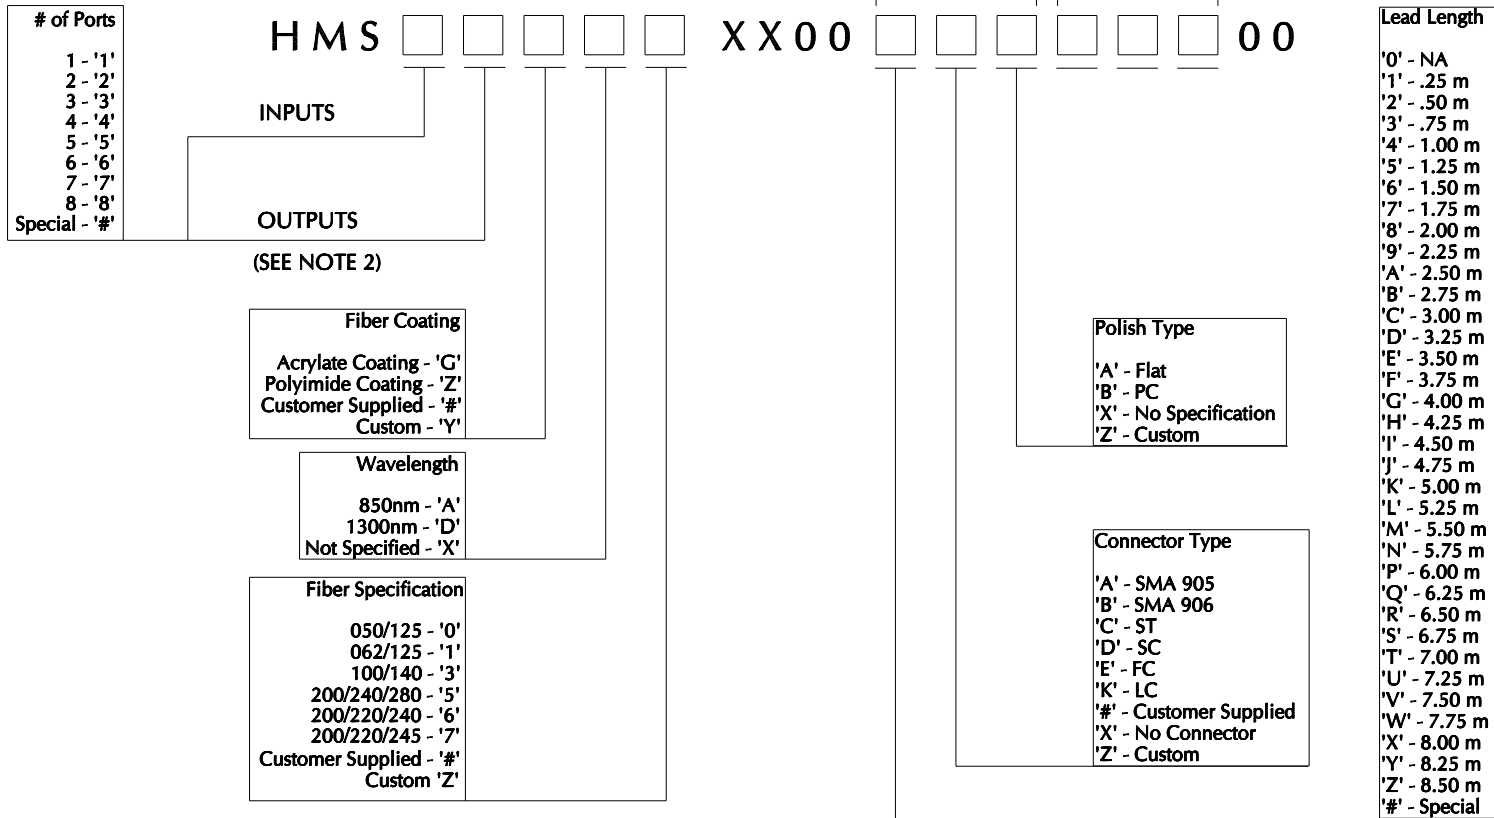 # of Ports
1 - '1'
2 - '2'
3 - '3'
4 - '4'
5 - '5'
6 - '6'
7 - '7'
8 - '8'
Special - '#'
HMS XX00 00
INPUTS
OUTPUTS
(SEE NOTE 2)
Fiber Coating
Acrylate Coating - 'G'
Polyimide Coating - 'Z'
Customer Supplied - '#'
Custom - 'Y'
Wavelength
850nm - 'A'
1300nm - 'D'
Not Specified - 'X'
Fiber Specification
050/125 - '0'
062/125 - '1'
100/140 - '3'
200/240/280 - '5'
200/220/240 - '6'
200/220/245 - '7'
Customer Supplied - '#'
Custom 'Z'
Polish Type
'A' - Flat
'B' - PC
'X' - No Specification
'Z' - Custom
Connector Type
'A' - SMA 905
'B' - SMA 906
'C' - ST
'D' - SC
'E' - FC
'K' - LC
'#' - Customer Supplied
'X' - No Connector
'Z' - Custom
Lead Length
'0' - NA
'1' - .25 m
'2' - .50 m
'3' - .75 m
'4' - 1.00 m
'5' - 1.25 m
'6' - 1.50 m
'7' - 1.75 m
'8' - 2.00 m
'9' - 2.25 m
'A' - 2.50 m
'B' - 2.75 m
'C' - 3.00 m
'D' - 3.25 m
'E' - 3.50 m
'F' - 3.75 m
'G' - 4.00 m
'H' - 4.25 m
'I' - 4.50 m
'J' - 4.75 m
'K' - 5.00 m
'L' - 5.25 m
'M' - 5.50 m
'N' - 5.75 m
'P' - 6.00 m
'Q' - 6.25 m
'R' - 6.50 m
'S' - 6.75 m
'T' - 7.00 m
'U' - 7.25 m
'V' - 7.50 m
'W' - 7.75 m
'X' - 8.00 m
'Y' - 8.25 m
'Z' - 8.50 m
'#' - Special